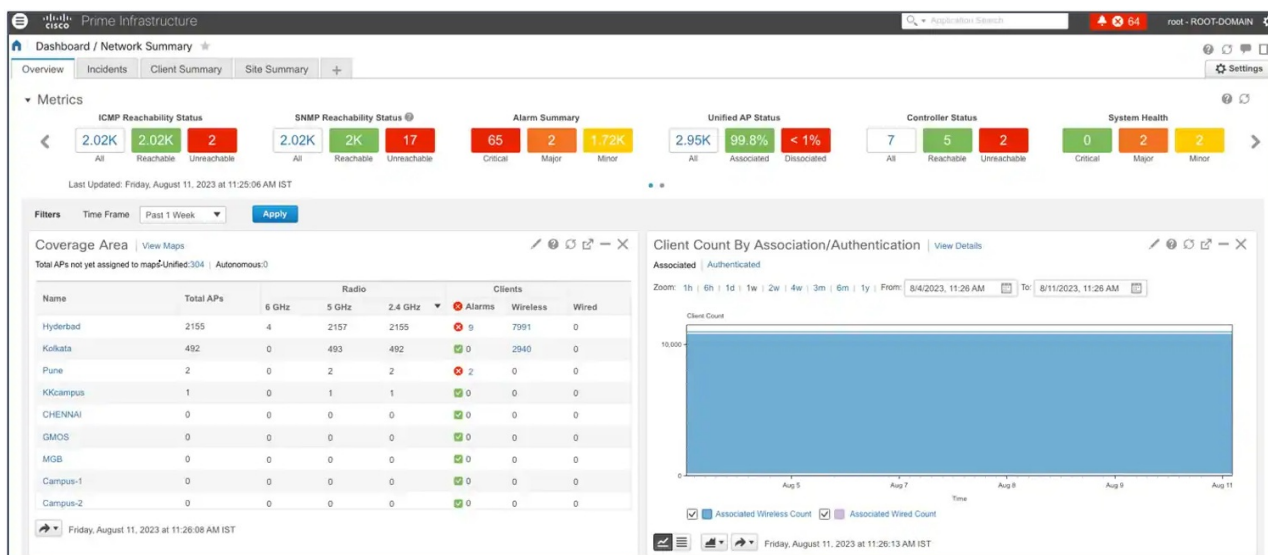 cisco Prime Infrastructure
Application Search
64
root - ROOT-DOMAIN
Dashboard / Network Summary
Overview Incidents Client Summary Site Summary +
Settings
Metrics
ICMP Reachability Status SNMP Reachability Status Alarm Summary Unified AP Status Controller Status System Health
2.02K 2.02K 2 2.02K 2K 17 65 2 1.72K 2.95K 99.8% < 1% 7 5 2 0 2 2
All Reachable Unreachable All Reachable Unreachable Critical Major Minor All Associated Dissociated All Reachable Unreachable Critical Major Minor
Last Updated: Friday, August 11, 2023 at 11:25:06 AM IST
Filters Time Frame Past 1 Week Apply
Coverage Area | View Maps
Total APs not yet assigned to maps-Unified:304 | Autonomous:0
Radio Clients
Name Total APs 6 GHz 5 GHz 2.4 GHz Alarms Wireless Wired
Hyderbad 2155 4 2157 2155 9 7991 0
Kolkata 492 0 493 492 0 2940 0
Pune 2 0 2 2 2 0 0
KKcampus 1 0 1 1 0 0 0
CHENNAI 0 0 0 0 0 0 0
GMOS 0 0 0 0 0 0 0
MGB 0 0 0 0 0 0 0
Campus-1 0 0 0 0 0 0 0
Campus-2 0 0 0 0 0 0 0
Friday, August 11, 2023 at 11:26:08 AM IST
Client Count By Association/Authentication | View Details
Associated | Authenticated
Zoom: 1h | 6h | 1d | 1w | 2w | 4w | 3m | 6m | 1y | From: 8/4/2023, 11:26 AM To: 8/11/2023, 11:26 AM
Client Count
10,000
0
Aug 5 Aug 7 Aug 8 Aug 9 Aug 11
Time
Associated Wireless Count Associated Wired Count
Friday, August 11, 2023 at 11:26:13 AM IST